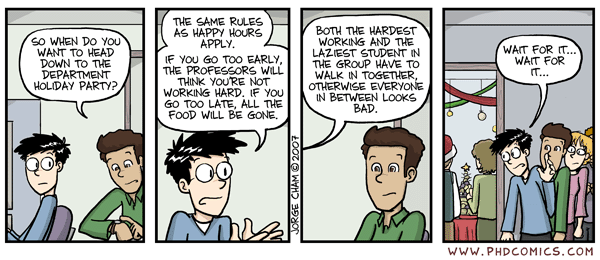 SO WHEN DO YOU
WANT TO HEAD
DOWN TO THE
DEPARTMENT
HOLIDAY PARTY?
THE SAME RULES
AS HAPPY HOURS
APPLY.
IF YOU GO TOO EARLY,
THE PROFESSORS WILL
THINK YOU'RE NOT
WORKING HARD. IF YOU
GO TOO LATE, ALL THE
FOOD WILL BE GONE.
JORGE CHAM © 2007
BOTH THE HARDEST
WORKING AND THE
LAZIEST STUDENT IN
THE GROUP HAVE TO
WALK IN TOGETHER,
OTHERWISE EVERYONE
IN BETWEEN LOOKS
BAD.
WAIT FOR IT...
WAIT FOR
IT...
WWW.PHDCOMICS.COM